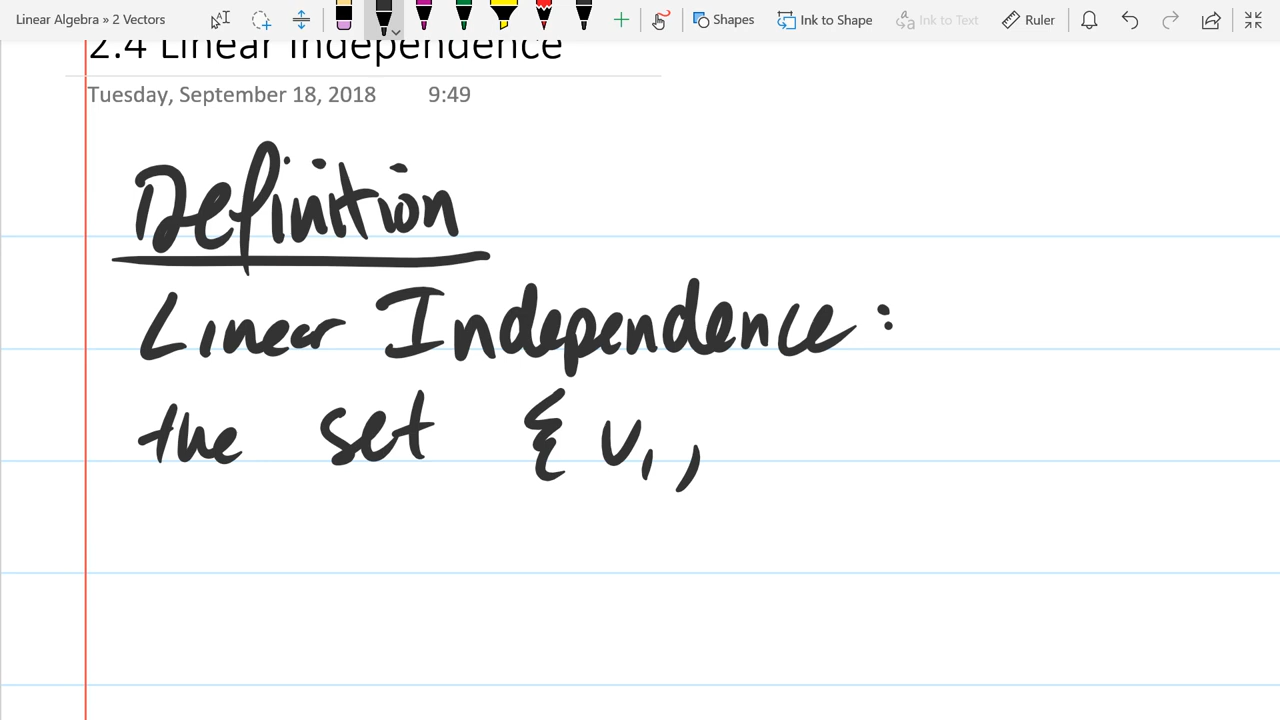 Linear Algebra » 2 Vectors Shapes Ink to Shape Ink to Text Ruler
2.4 Linear Independence
Tuesday, September 18, 2018 9:49
Definition
Linear Independence:
the set { v₁ ,